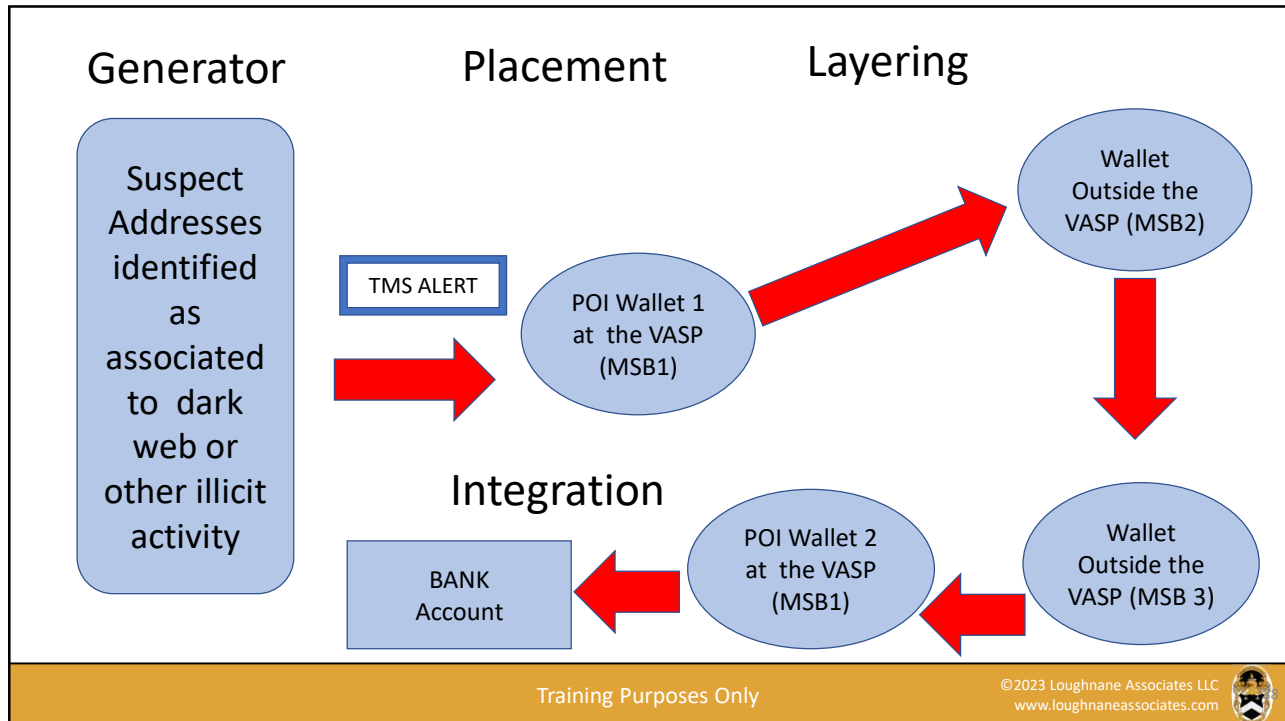 Generator
Placement
Layering
Suspect
Addresses
identified
as
associated
to dark
web or
other illicit
activity
TMS ALERT
POI Wallet 1
at the VASP
(MSB1)
Wallet
Outside the
VASP (MSB2)
Integration
BANK
Account
POI Wallet 2
at the VASP
(MSB1)
Wallet
Outside the
VASP (MSB 3)
Training Purposes Only
©2023 Loughnane Associates LLC
www.loughnaneassociates.com